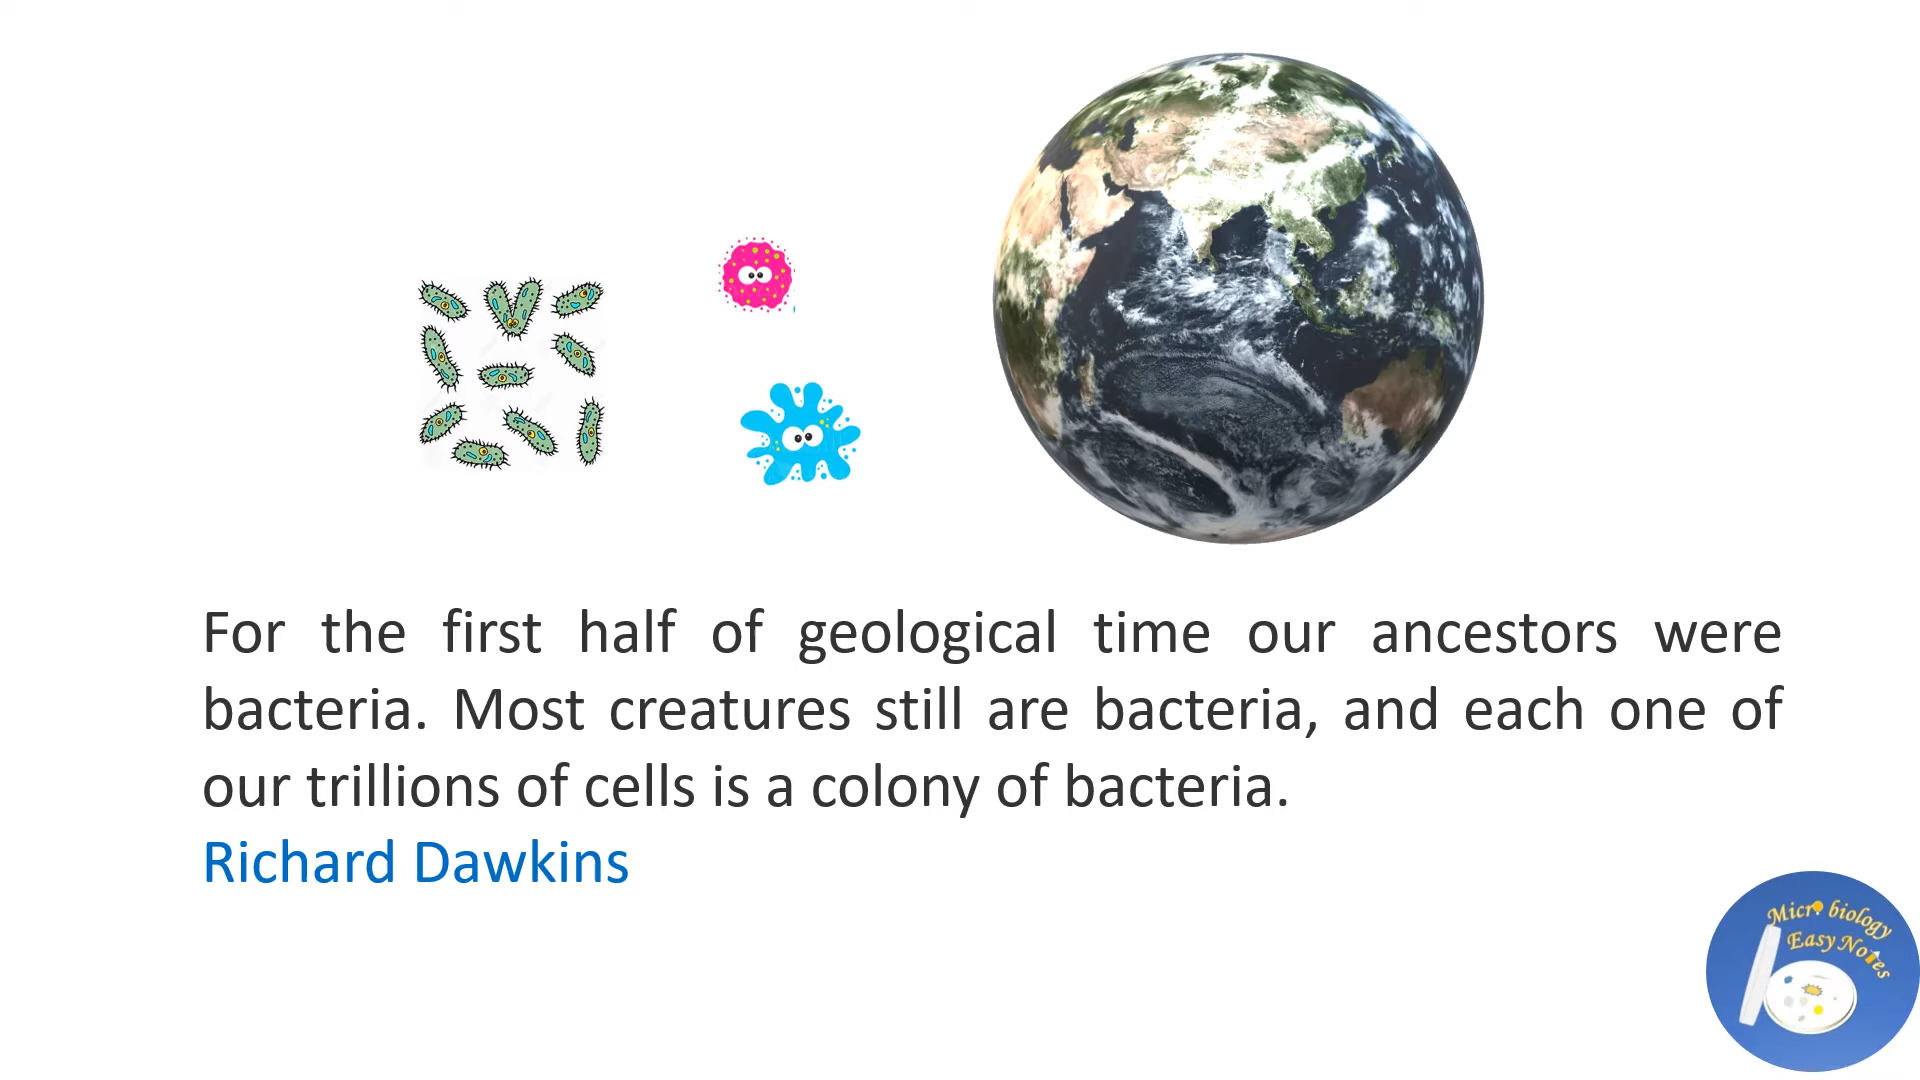 For the first half of geological time our ancestors were
bacteria. Most creatures still are bacteria, and each one of
our trillions of cells is a colony of bacteria.
Richard Dawkins
Micro biology
Easy Notes